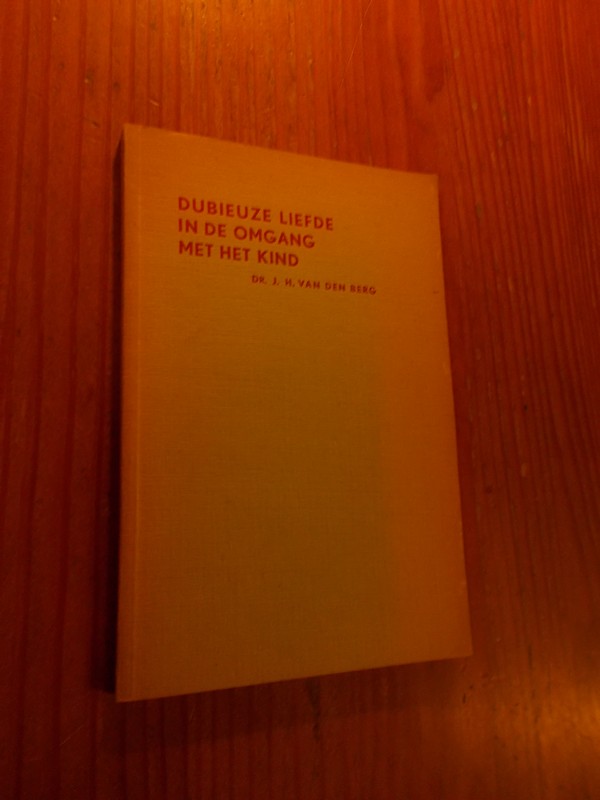 DUBIEUZE LIEFDE
IN DE OMGANG
MET HET KIND
DR. J. H. VAN DEN BERG